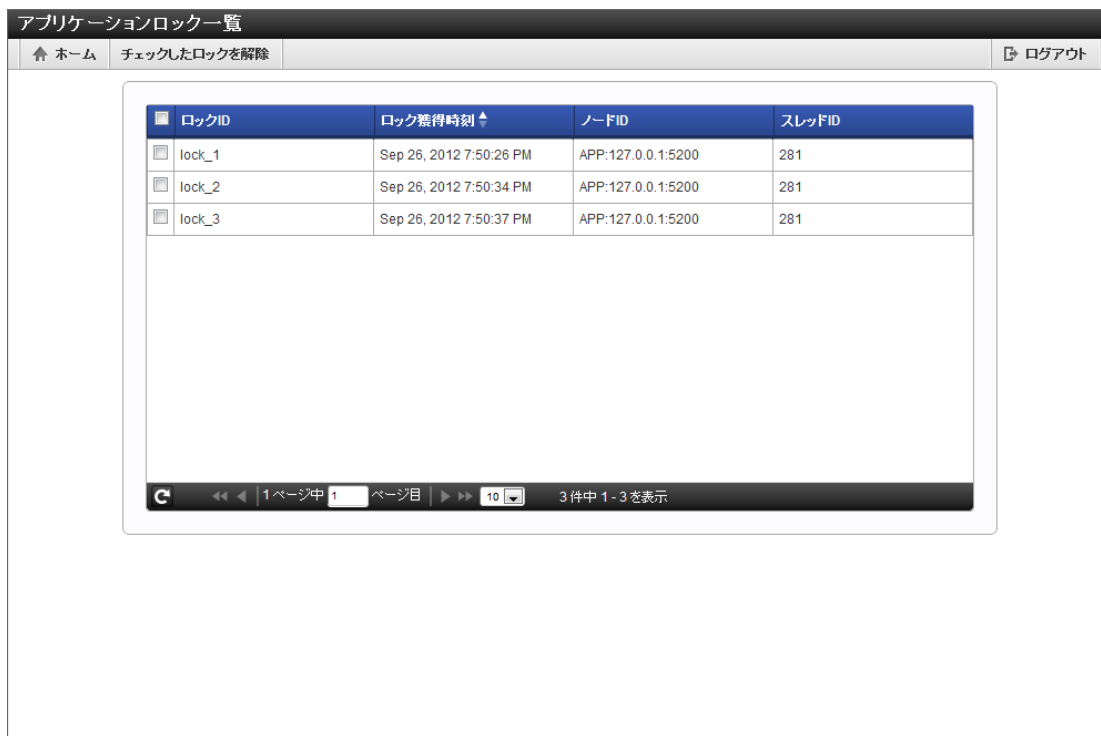 アプリケーションロック一覧
ホーム チェックしたロックを解除 ログアウト
ロックID ロック獲得時刻 ノードID スレッドID
lock_1 Sep 26, 2012 7:50:26 PM APP:127.0.0.1:5200 281
lock_2 Sep 26, 2012 7:50:34 PM APP:127.0.0.1:5200 281
lock_3 Sep 26, 2012 7:50:37 PM APP:127.0.0.1:5200 281
1 ページ中 1 ページ目 10 3 件中 1 - 3 を表示